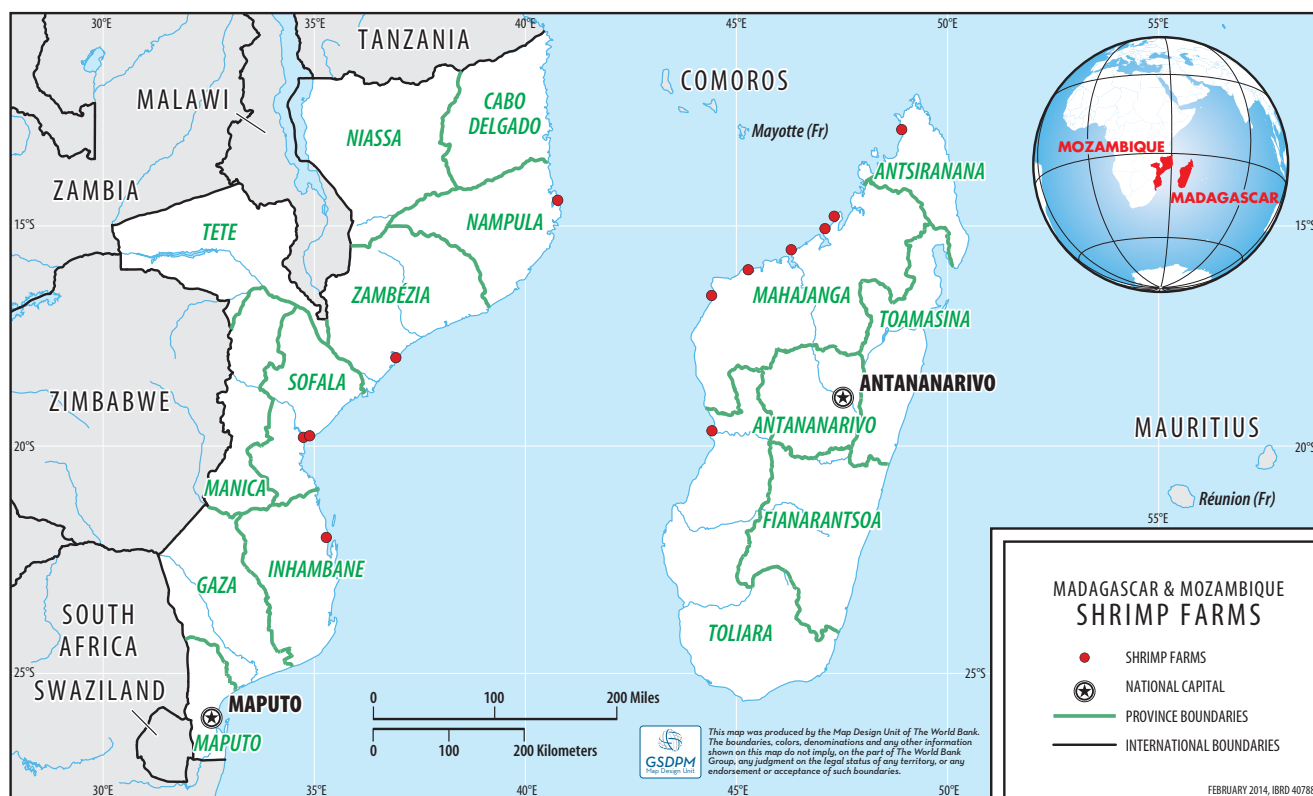 30°E
35°E
40°E
45°E
50°E
55°E
TANZANIA
COMOROS
MALAWI
CABO
DELGADO
NIASSA
Mayotte (Fr)
MOZAMBIQUE
MADAGASCAR
ANTSIRANANA
ZAMBIA
NAMPULA
15°S
TETE
15°S
ZAMBÉZIA
MAHAJANGA
TOAMASINA
SOFALA
ANTANANARIVO
ZIMBABWE
ANTANANARIVO
MAURITIUS
20°S
20°S
MANICA
Réunion (Fr)
55°E
FIANARANTSOA
INHAMBANE
GAZA
SOUTH
AFRICA
TOLIARA
25°S
25°S
SWAZILAND
MAPUTO
MAPUTO
0 100 200 Miles
0 100 200 Kilometers
GSDPM
Map Design Unit
This map was produced by the Map Design Unit of The World Bank.
The boundaries, colors, denominations and any other information
shown on this map do not imply, on the part of The World Bank
Group, any judgment on the legal status of any territory, or any
endorsement or acceptance of such boundaries.
MADAGASCAR & MOZAMBIQUE
SHRIMP FARMS
SHRIMP FARMS
NATIONAL CAPITAL
PROVINCE BOUNDARIES
INTERNATIONAL BOUNDARIES
FEBRUARY 2014, IBRD 40788
30°E
35°E
40°E
45°E
50°E